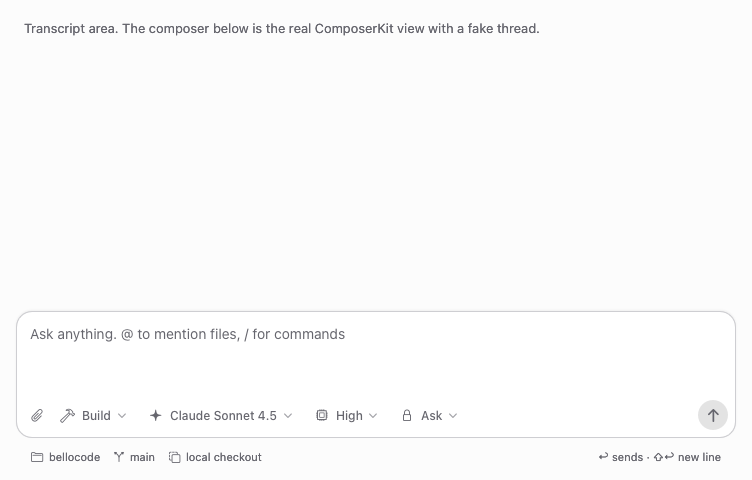 Transcript area. The composer below is the real ComposerKit view with a fake thread.
Ask anything. @ to mention files, / for commands
Build Claude Sonnet 4.5 High Ask
bellocode main local checkout ↩ sends · ⇧↩ new line